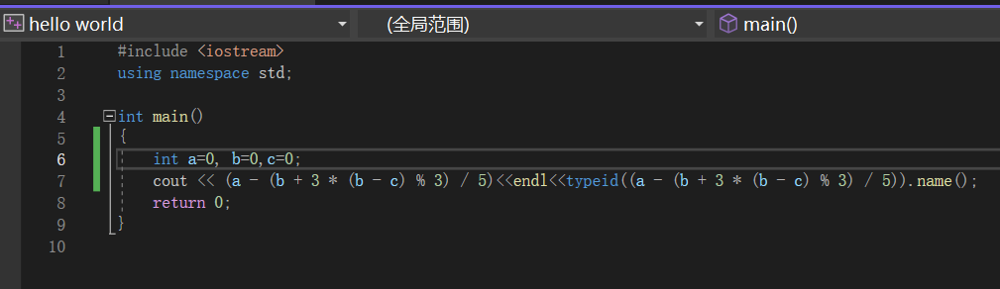 hello world (全局范围) main()
1 #include <iostream>
2 using namespace std;
3
4 int main()
5 {
6 int a=0, b=0,c=0;
7 cout << (a - (b + 3 * (b - c) % 3) / 5)<<endl<<typeid((a - (b + 3 * (b - c) % 3) / 5)).name();
8 return 0;
9 }
10